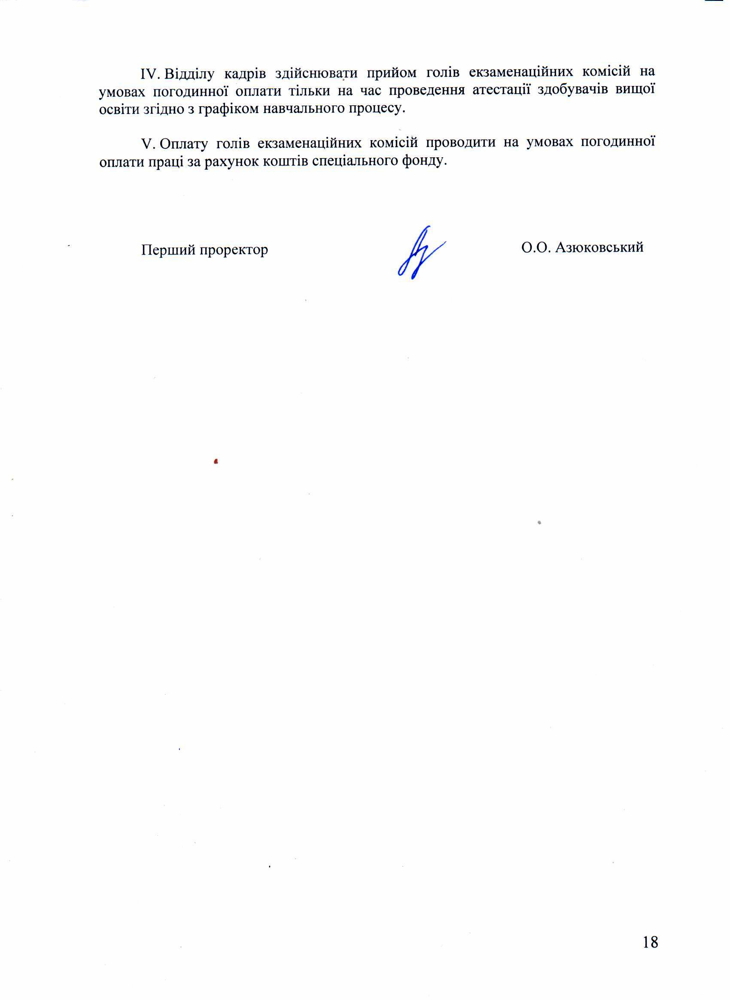 IV. Відділу кадрів здійснювати прийом голів екзаменаційних комісій на
умовах погодинної оплати тільки на час проведення атестації здобувачів вищої
освіти згідно з графіком навчального процесу.
V. Оплату голів екзаменаційних комісій проводити на умовах погодинної
оплати праці за рахунок коштів спеціального фонду.
Перший проректор О.О. Азюковський
18